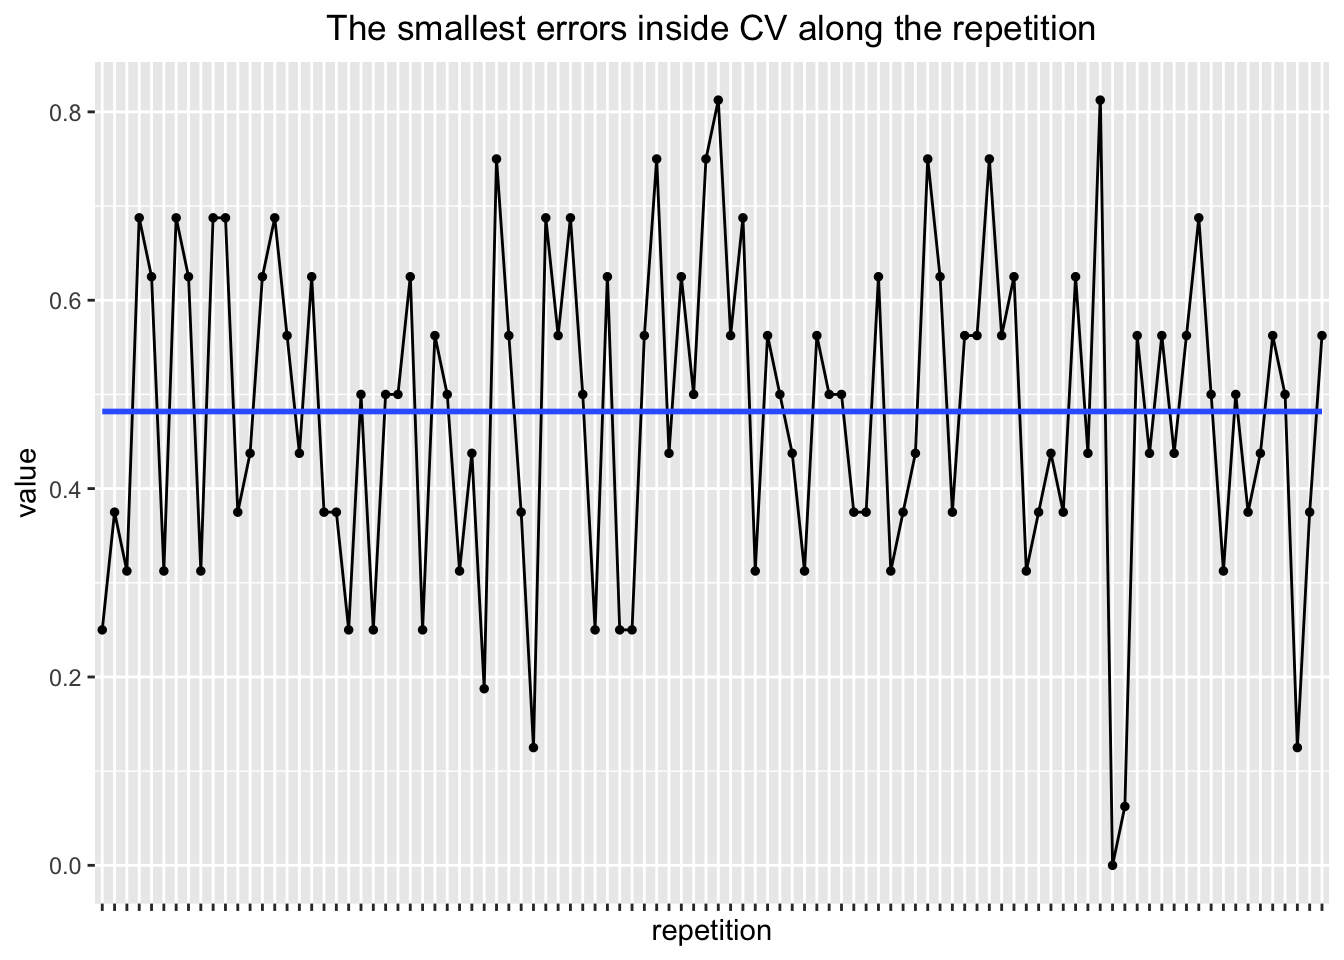 The smallest errors inside CV along the repetition
0.8
0.6
0.4
0.2
0.0
value
repetition